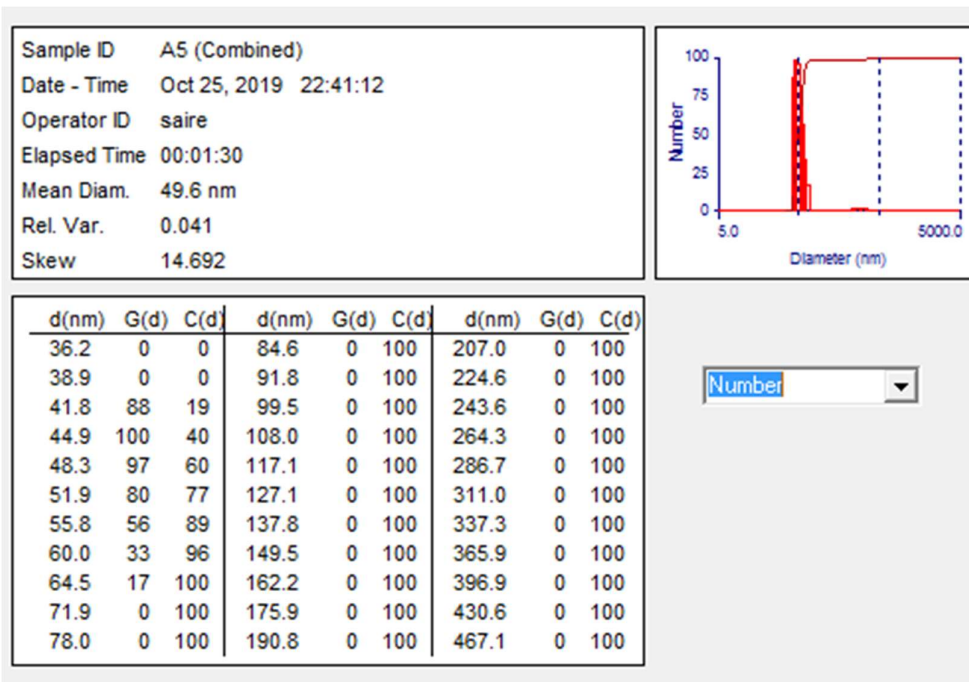 Sample ID A5 (Combined)
Date - Time Oct 25, 2019 22:41:12
Operator ID saire
Elapsed Time 00:01:30
Mean Diam. 49.6 nm
Rel. Var. 0.041
Skew 14.692
100
75
50
25
0
Number
5.0 5000.0
Diameter (nm)
d(nm) G(d) C(d) d(nm) G(d) C(d) d(nm) G(d) C(d)
36.2 0 0 84.6 0 100 207.0 0 100
38.9 0 0 91.8 0 100 224.6 0 100
41.8 88 19 99.5 0 100 243.6 0 100
44.9 100 40 108.0 0 100 264.3 0 100
48.3 97 60 117.1 0 100 286.7 0 100
51.9 80 77 127.1 0 100 311.0 0 100
55.8 56 89 137.8 0 100 337.3 0 100
60.0 33 96 149.5 0 100 365.9 0 100
64.5 17 100 162.2 0 100 396.9 0 100
71.9 0 100 175.9 0 100 430.6 0 100
78.0 0 100 190.8 0 100 467.1 0 100
Number